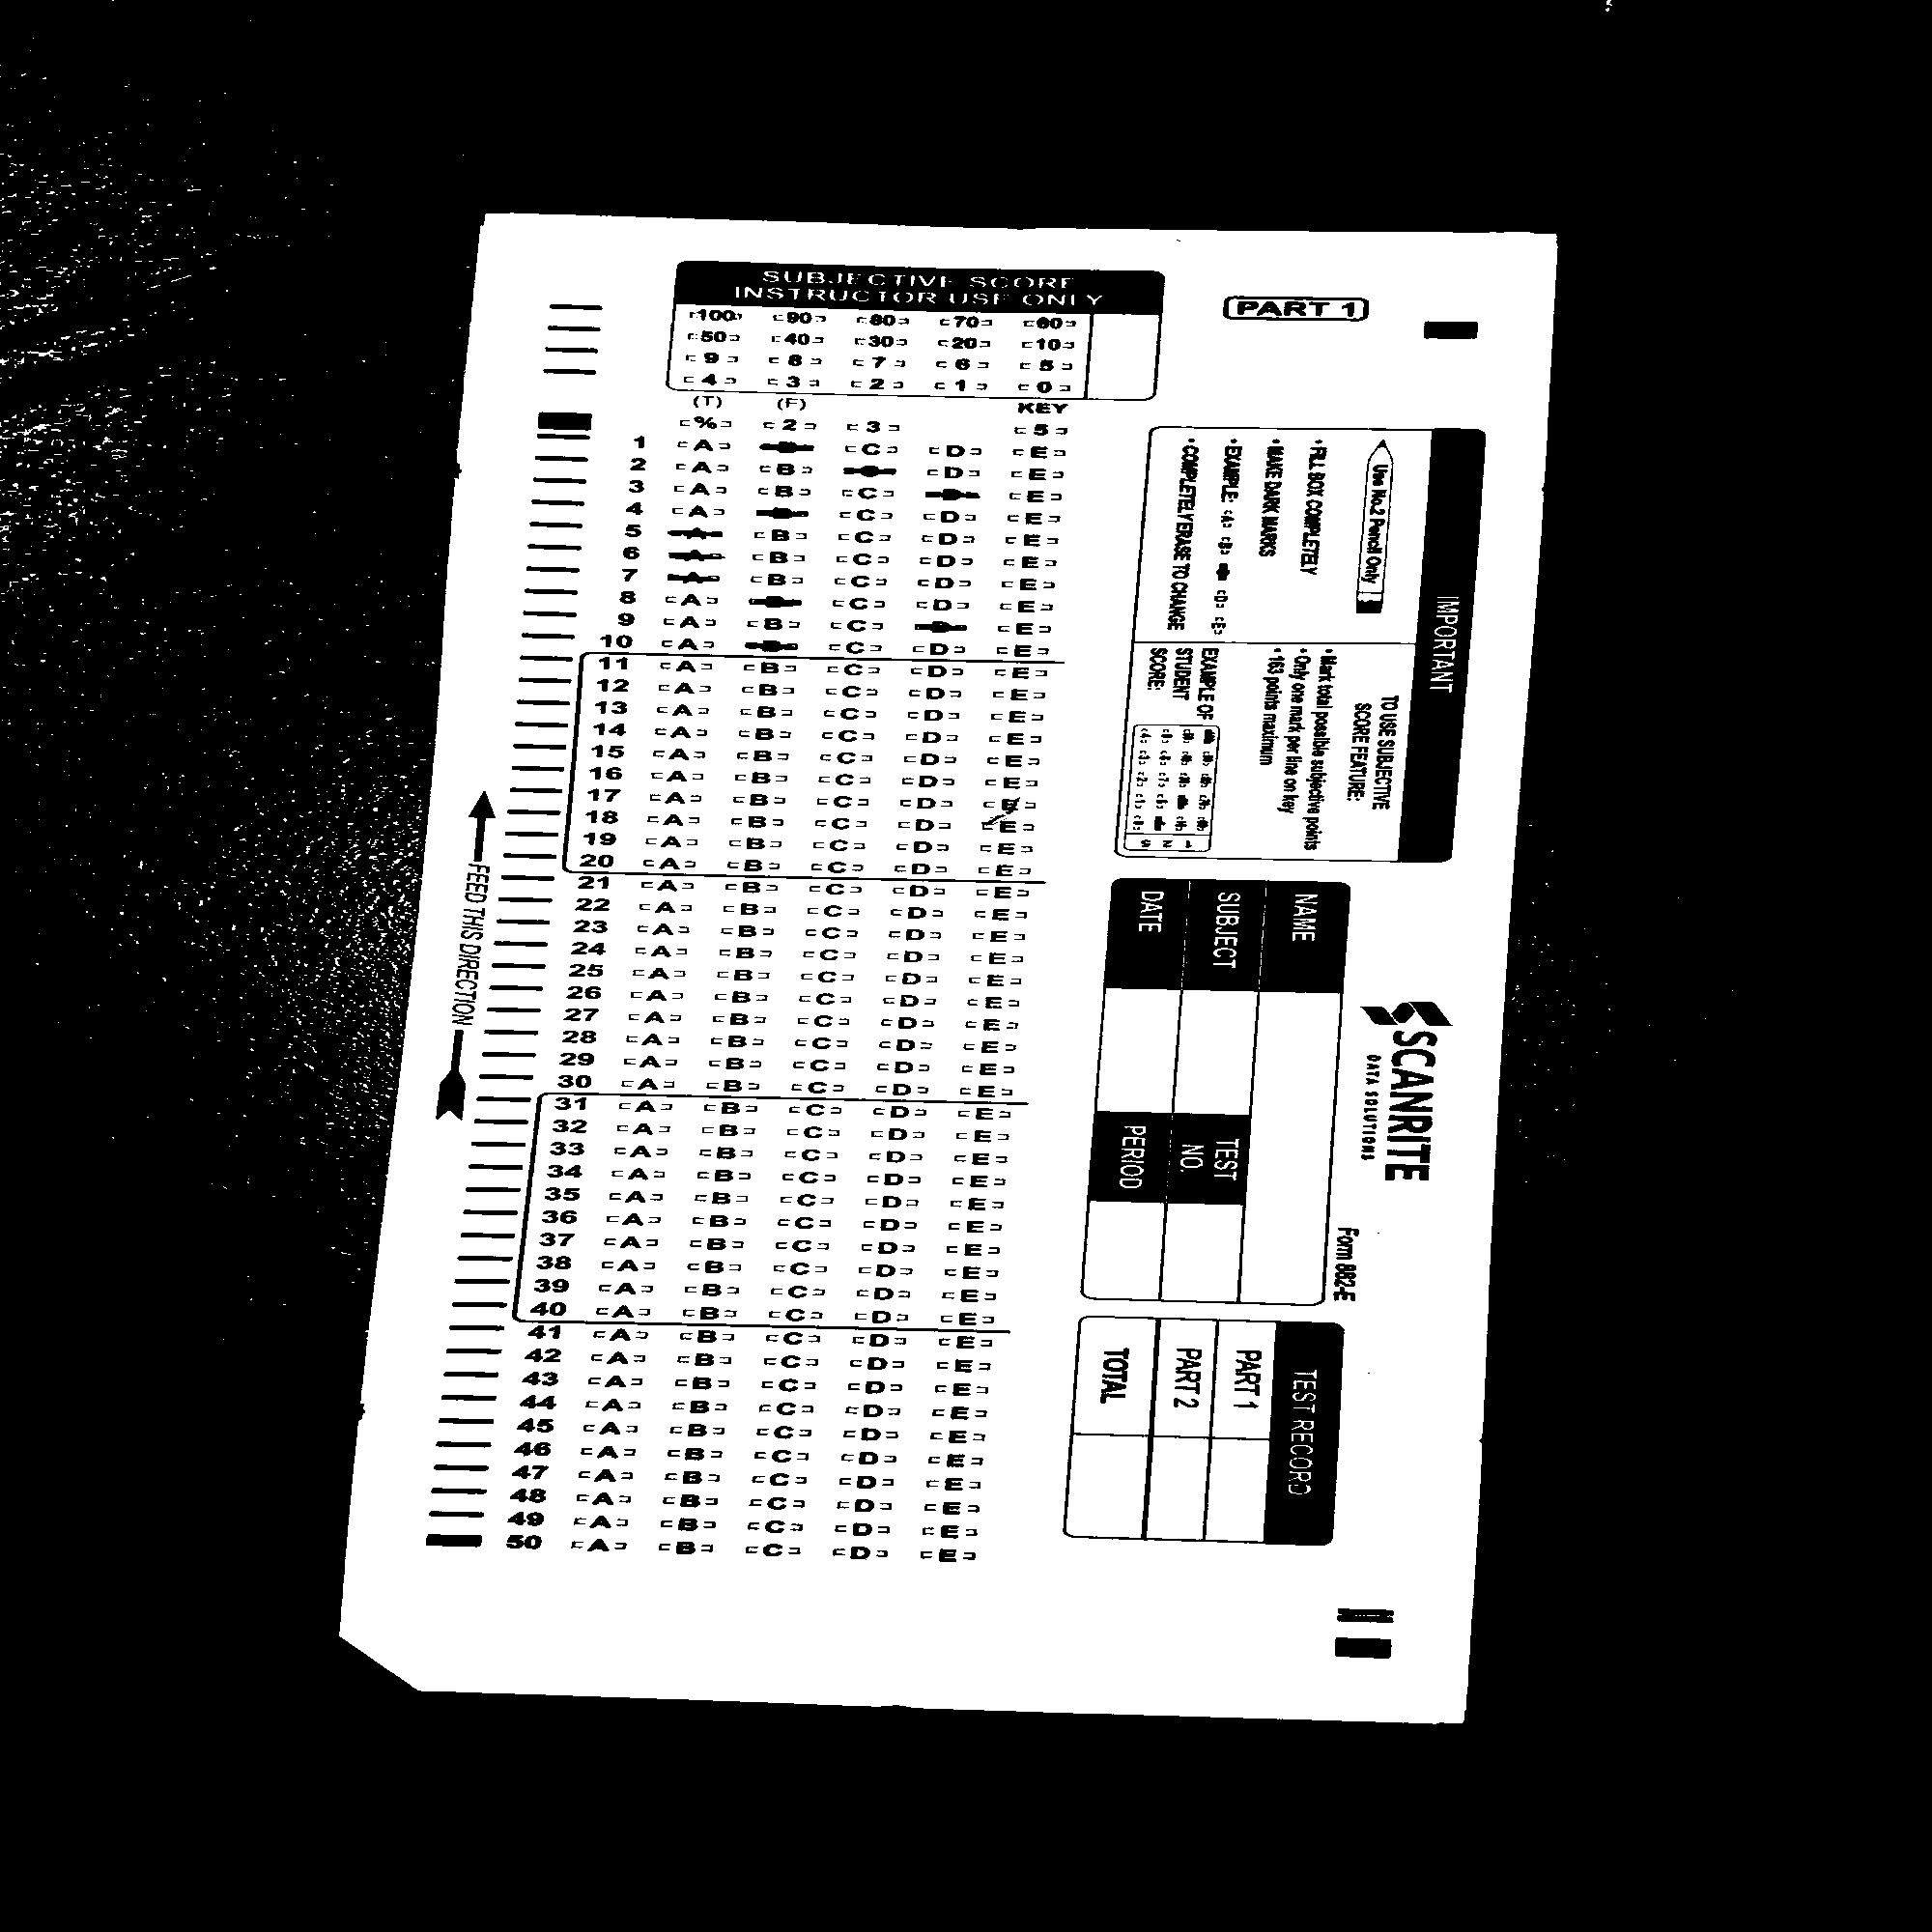 SUBJECTIVE SCORE
INSTRUCTOR USE ONLY
100 90 80 70 60
50 40 30 20 10
9 8 7 6 5
4 3 2 1 0
(T) (F) KEY
% 2 3 5
1 A C D E
2 A B D E
3 A B C E
4 A C D E
5 A B C D E
6 A B C D E
7 A B C D E
8 A C D E
9 A B C E
10 A C D E
11 A B C D E
12 A B C D E
13 A B C D E
14 A B C D E
15 A B C D E
16 A B C D E
17 A B C D E
18 A B C D E
19 A B C D E
20 A B C D E
21 A B C D E
22 A B C D E
23 A B C D E
24 A B C D E
25 A B C D E
26 A B C D E
27 A B C D E
28 A B C D E
29 A B C D E
30 A B C D E
31 A B C D E
32 A B C D E
33 A B C D E
34 A B C D E
35 A B C D E
36 A B C D E
37 A B C D E
38 A B C D E
39 A B C D E
40 A B C D E
41 A B C D E
42 A B C D E
43 A B C D E
44 A B C D E
45 A B C D E
46 A B C D E
47 A B C D E
48 A B C D E
49 A B C D E
50 A B C D E
FEED THIS DIRECTION
PART 1
IMPORTANT
Use No.2 Pencil Only
• FILL BOX COMPLETELY
• MAKE DARK MARKS
• EXAMPLE: A B D E
• COMPLETELY ERASE TO CHANGE
TO USE SUBJECTIVE
SCORE FEATURE:
• Mark total possible subjective points
• Only one mark per line on key
• 163 points maximum
EXAMPLE OF
STUDENT
SCORE:
NAME
SUBJECT
DATE
TEST
NO.
PERIOD
SCANRITE
DATA SOLUTIONS
Form 882-E
TEST RECORD
PART 1
PART 2
TOTAL